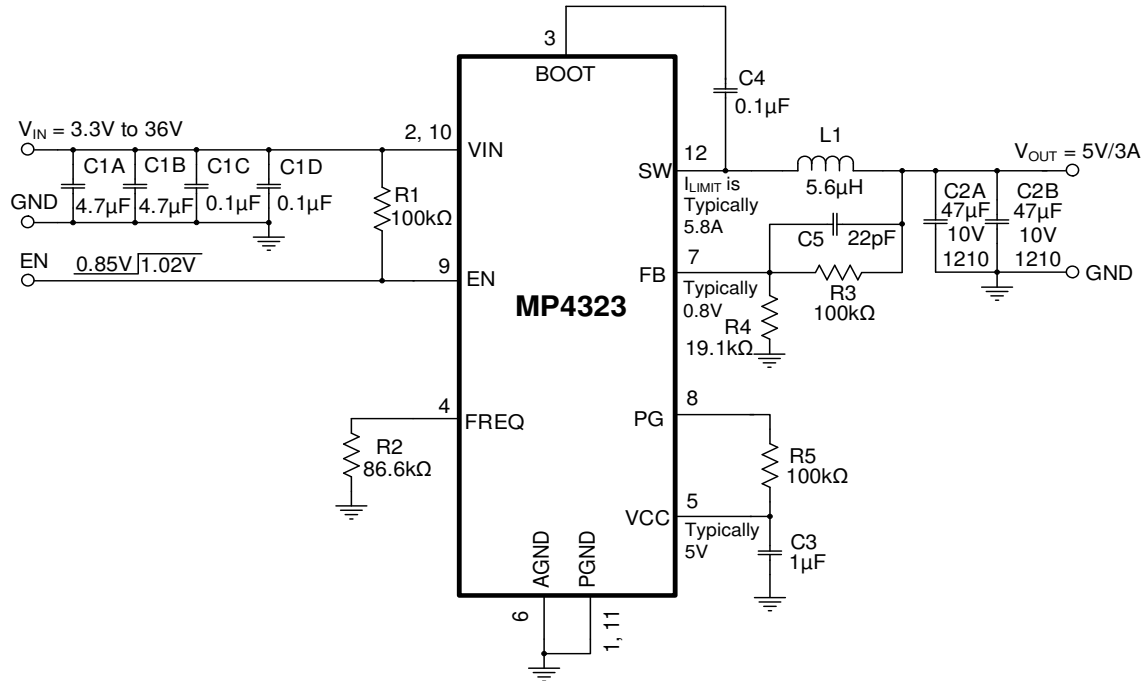 3
BOOT
C4
0.1µF
VIN = 3.3V to 36V
2, 10
VIN
C1A
C1B
C1C
C1D
4.7µF
4.7µF
0.1µF
0.1µF
GND
R1
100kΩ
EN
0.85V
1.02V
9
EN
12
SW
L1
5.6µH
VOUT = 5V/3A
ILIMIT is
Typically
5.8A
C5
22pF
C2A
47µF
10V
1210
C2B
47µF
10V
1210
GND
7
FB
Typically
0.8V
R3
100kΩ
R4
19.1kΩ
MP4323
4
FREQ
R2
86.6kΩ
8
PG
R5
100kΩ
5
VCC
Typically
5V
C3
1µF
AGND
PGND
6
1, 11